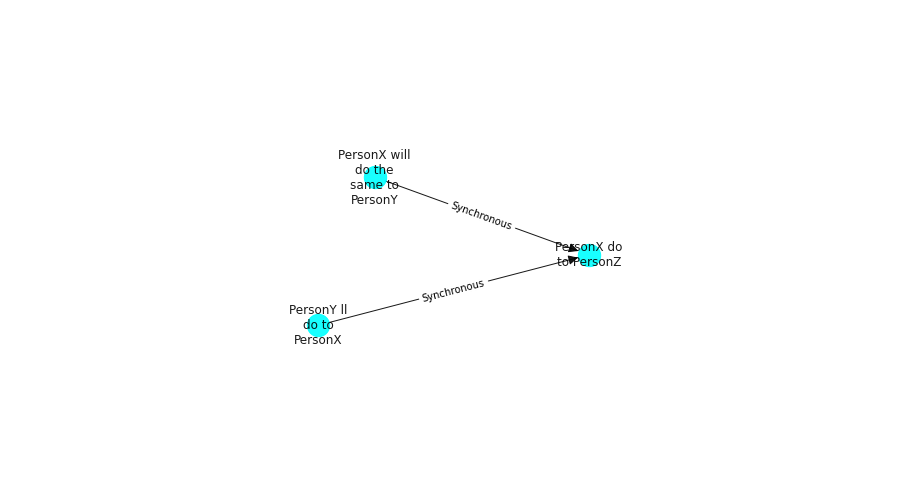 PersonX will
do the
same to
PersonY
Synchronous
PersonX do
to PersonZ
Synchronous
PersonY ll
do to
PersonX